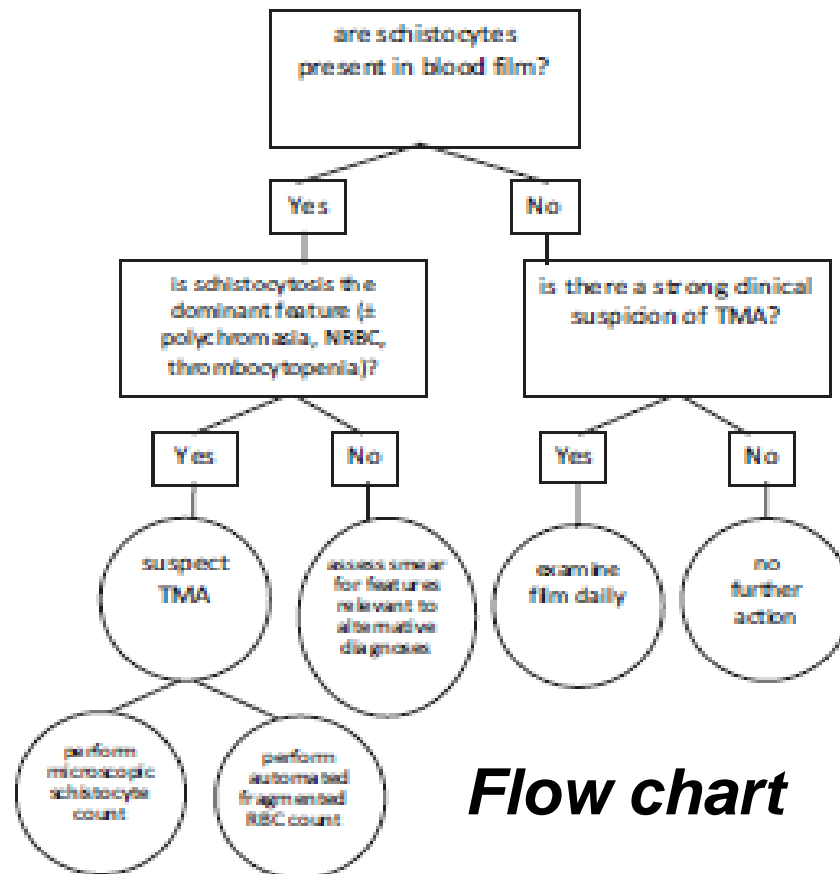 are schistocytes
present in blood film?
Yes
No
is schistocytosis the
dominant feature (±
polychromasia, NRBC,
thrombocytopenia)?
is there a strong clinical
suspicion of TMA?
Yes
No
Yes
No
suspect
TMA
assess smear
for features
relevant to
alternative
diagnoses
examine
film daily
no
further
action
perform
microscopic
schistocyte
count
perform
automated
fragmented
RBC count
Flow chart